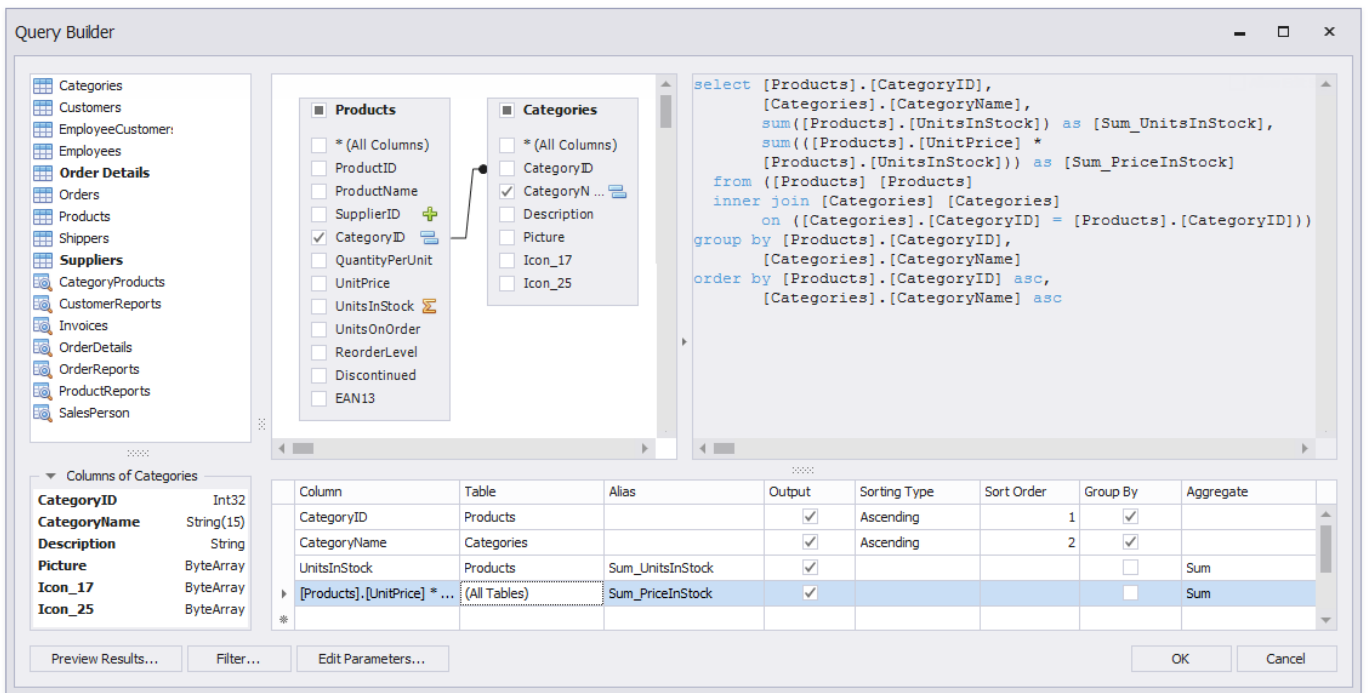 Query Builder
Categories
Customers
EmployeeCustomer
Employees
Order Details
Orders
Products
Shippers
Suppliers
CategoryProducts
CustomerReports
Invoices
OrderDetails
OrderReports
ProductReports
SalesPerson
Products
* (All Columns)
ProductID
ProductName
SupplierID
CategoryID
QuantityPerUnit
UnitPrice
UnitsInStock
UnitsOnOrder
ReorderLevel
Discontinued
EAN13
Categories
* (All Columns)
CategoryID
CategoryN ...
Description
Picture
Icon_17
Icon_25
select [Products].[CategoryID],
[Categories].[CategoryName],
sum([Products].[UnitsInStock]) as [Sum_UnitsInStock],
sum(([Products].[UnitPrice] *
[Products].[UnitsInStock])) as [Sum_PriceInStock]
from ([Products] [Products]
inner join [Categories] [Categories]
on ([Categories].[CategoryID] = [Products].[CategoryID]))
group by [Products].[CategoryID],
[Categories].[CategoryName]
order by [Products].[CategoryID] asc,
[Categories].[CategoryName] asc
Columns of Categories
CategoryID Int32
CategoryName String(15)
Description String
Picture ByteArray
Icon_17 ByteArray
Icon_25 ByteArray
Column Table Alias Output Sorting Type Sort Order Group By Aggregate
CategoryID Products Ascending 1
CategoryName Categories Ascending 2
UnitsInStock Products Sum_UnitsInStock Sum
[Products].[UnitPrice] * ... (All Tables) Sum_PriceInStock Sum
Preview Results... Filter... Edit Parameters... OK Cancel